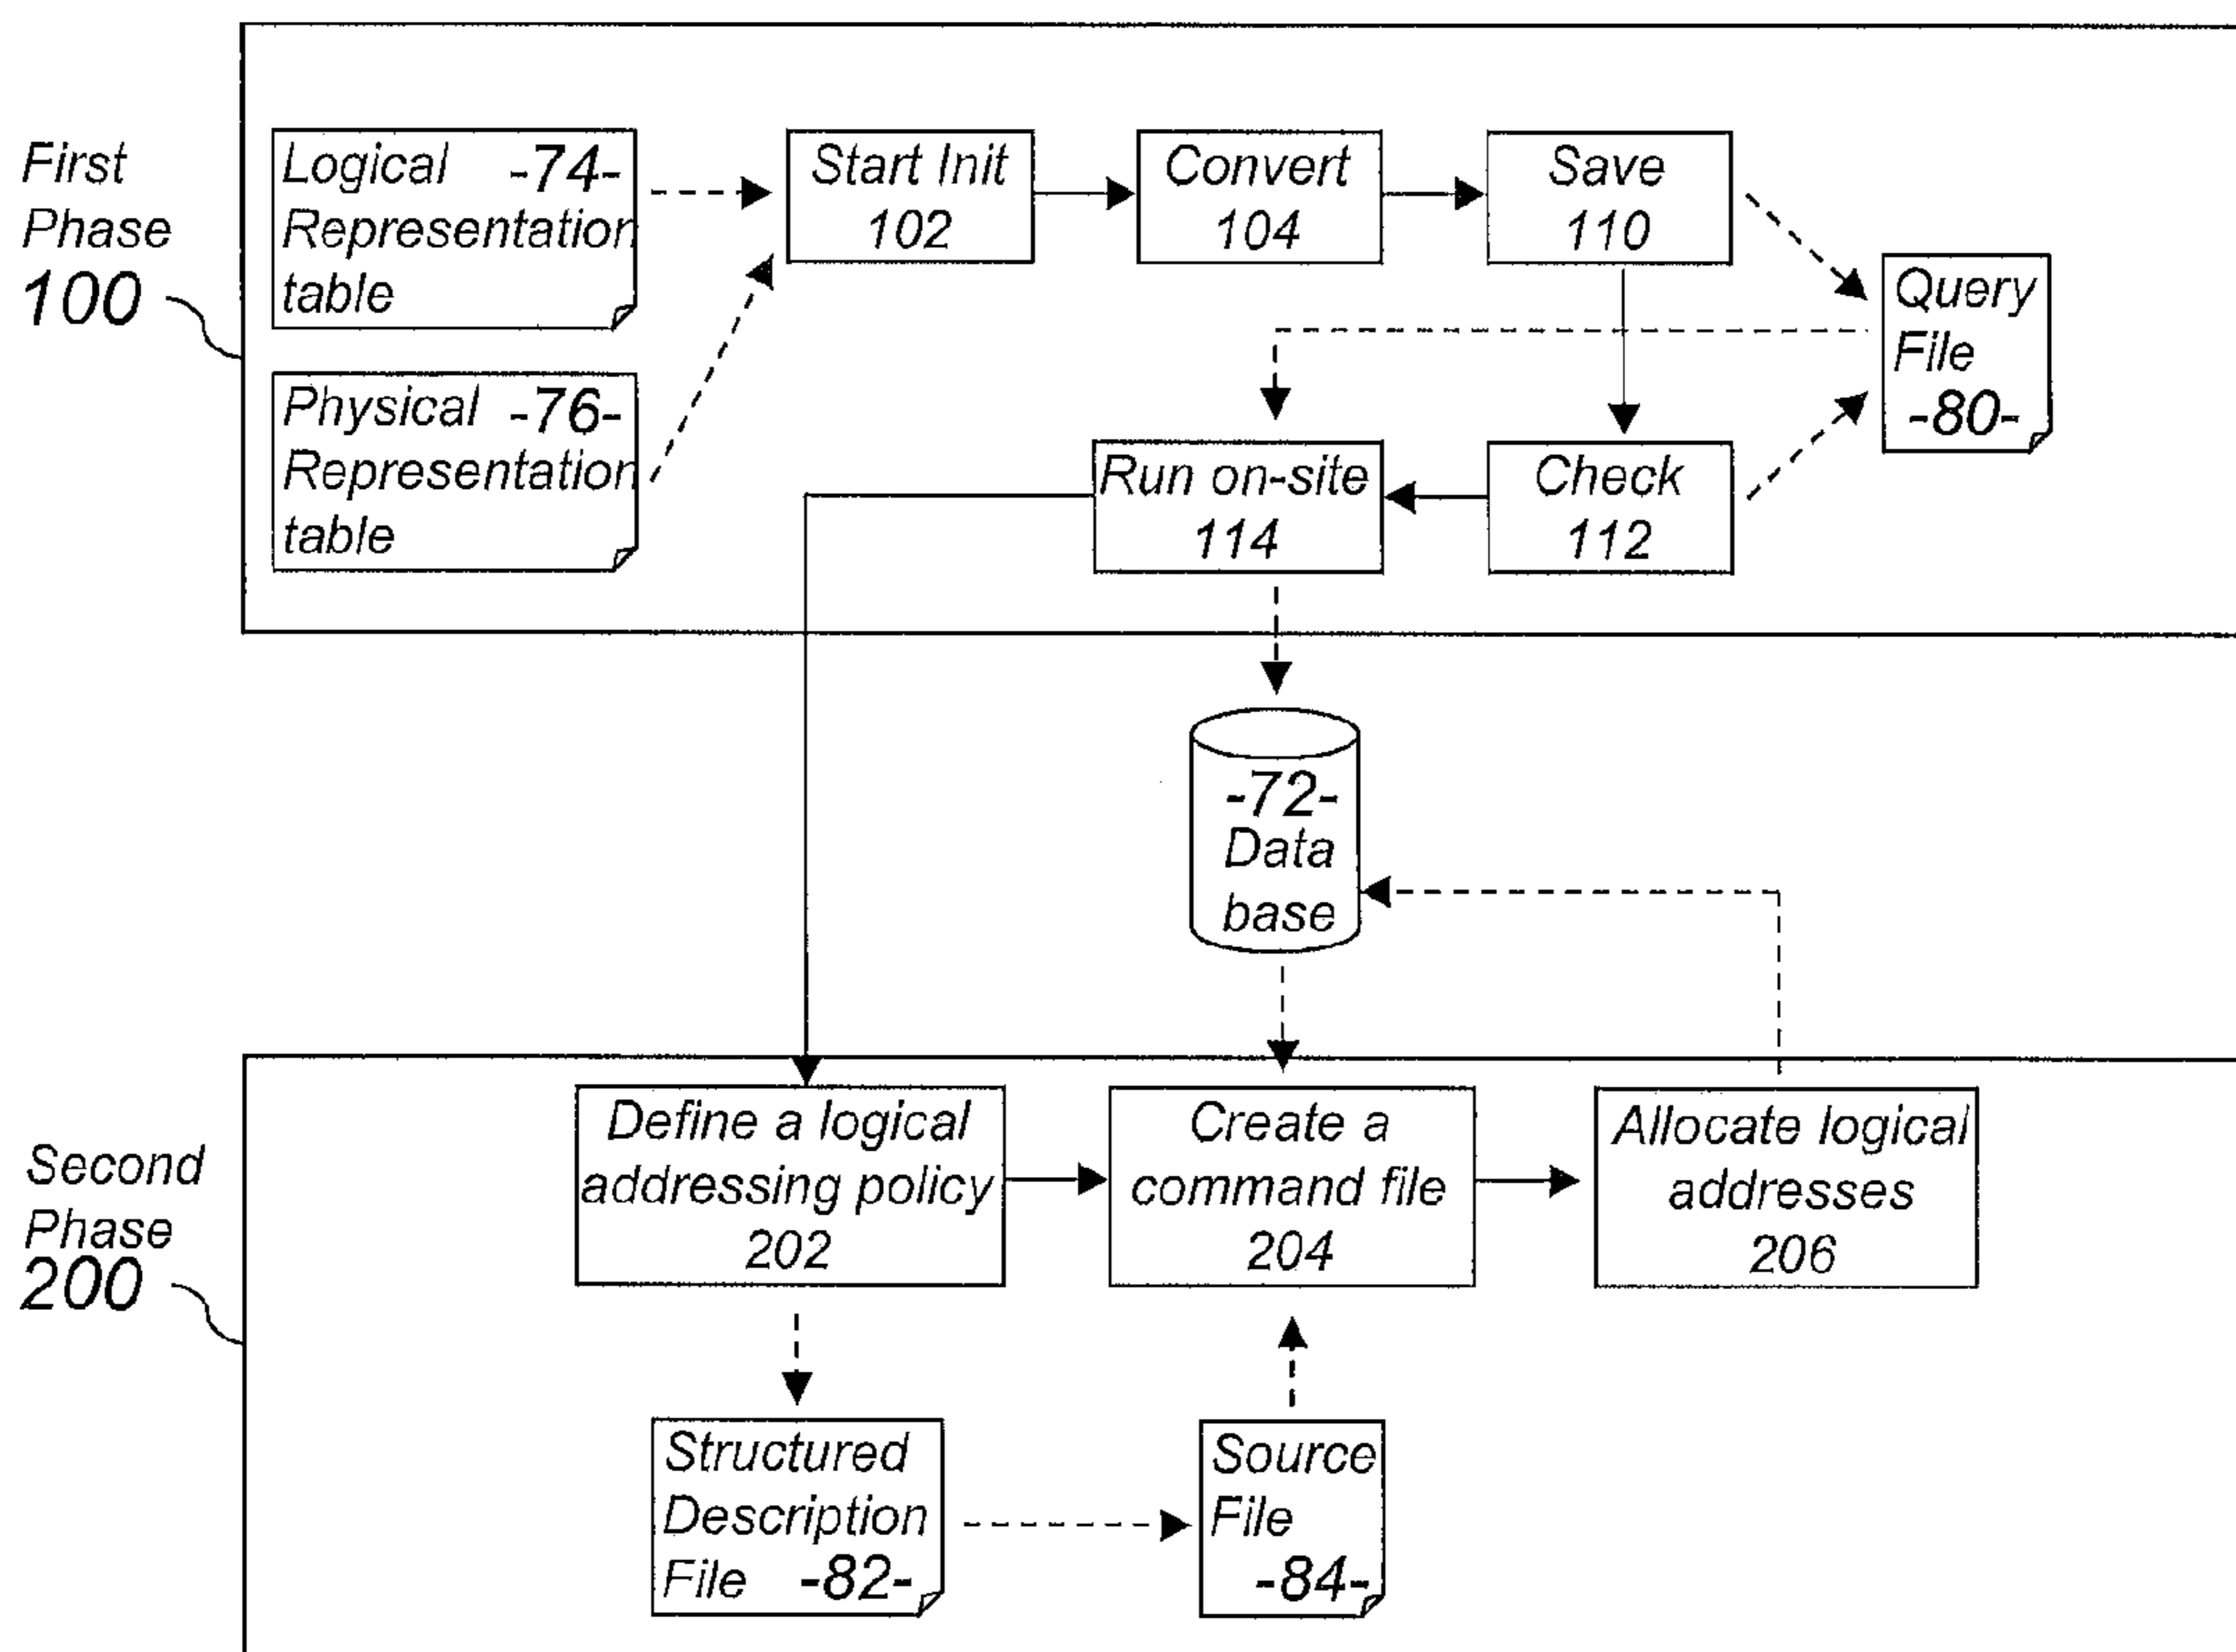 First
Phase
100
Logical -74-
Representation
table
Physical -76-
Representation
table
Start Init
102
Convert
104
Save
110
Query
File
-80-
Run on-site
114
Check
112
-72-
Data
base
Second
Phase
200
Define a logical
addressing policy
202
Create a
command file
204
Allocate logical
addresses
206
Structured
Description
File -82-
Source
File
-84-